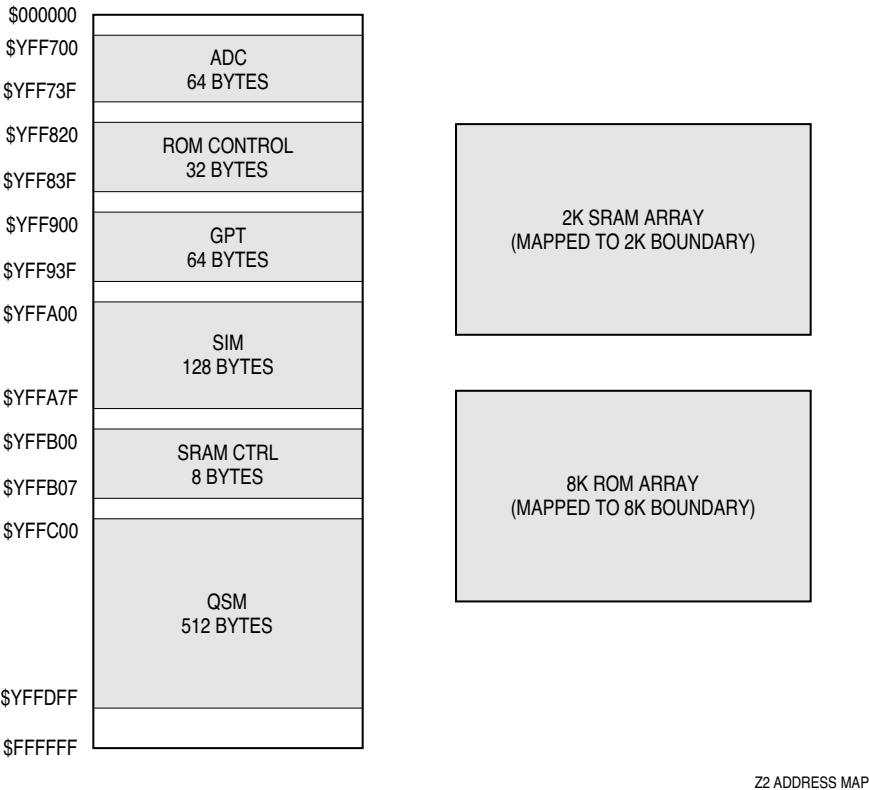 $000000
$YFF700
ADC
64 BYTES
$YFF73F
$YFF820
ROM CONTROL
32 BYTES
$YFF83F
$YFF900
GPT
64 BYTES
$YFF93F
$YFFA00
SIM
128 BYTES
$YFFA7F
$YFFB00
SRAM CTRL
8 BYTES
$YFFB07
$YFFC00
QSM
512 BYTES
$YFFDFF
$FFFFFF
2K SRAM ARRAY
(MAPPED TO 2K BOUNDARY)
8K ROM ARRAY
(MAPPED TO 8K BOUNDARY)
Z2 ADDRESS MAP